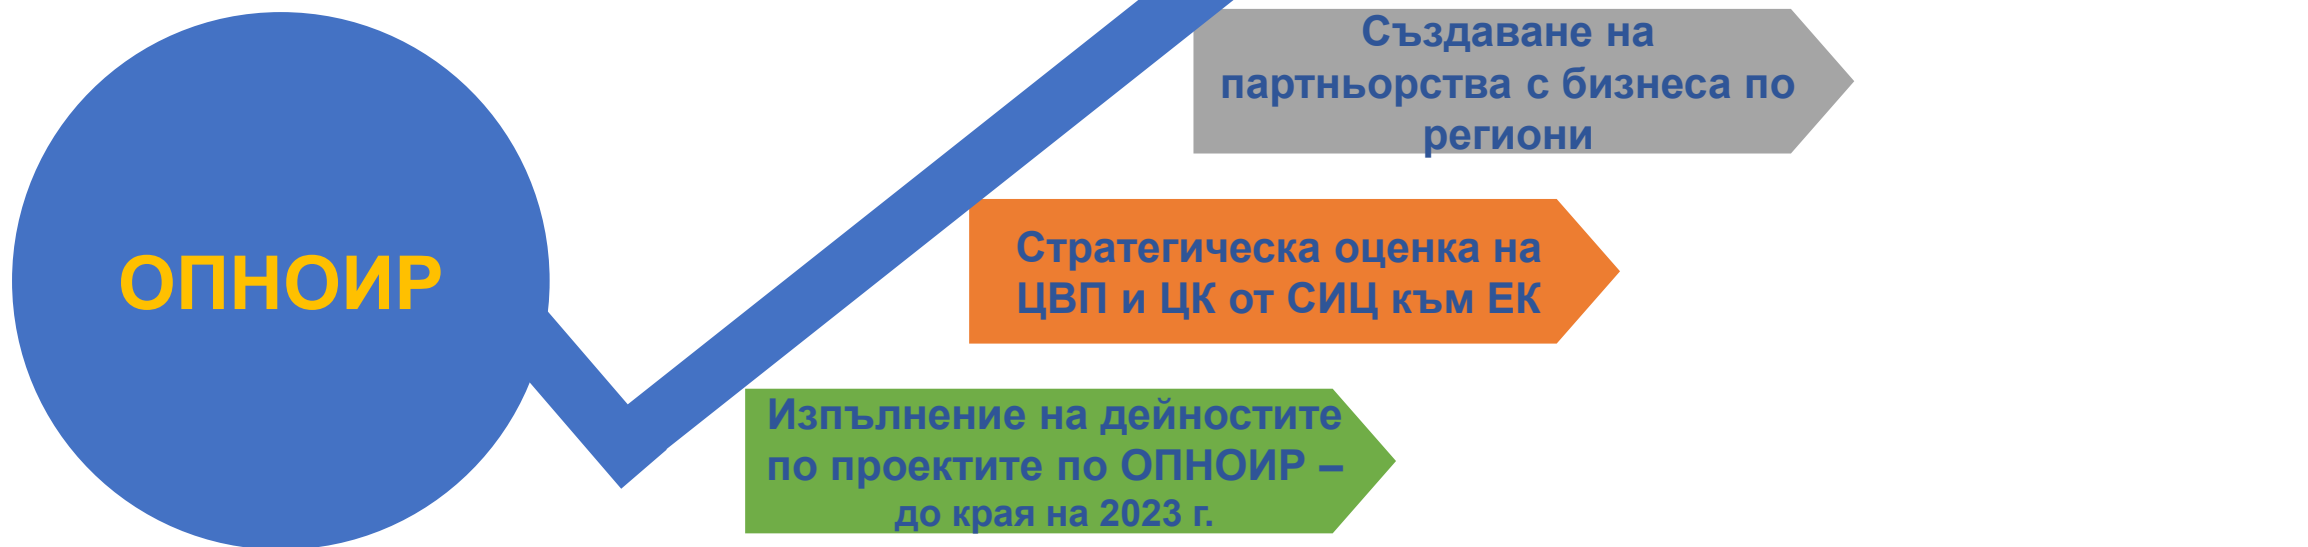 Създаване на
партньорства с бизнеса по
региони
ОПНОИР
Стратегическа оценка на
ЦВП и ЦК от СИЦ към ЕК
Изпълнение на дейностите
по проектите по ОПНОИР –
до края на 2023 г.